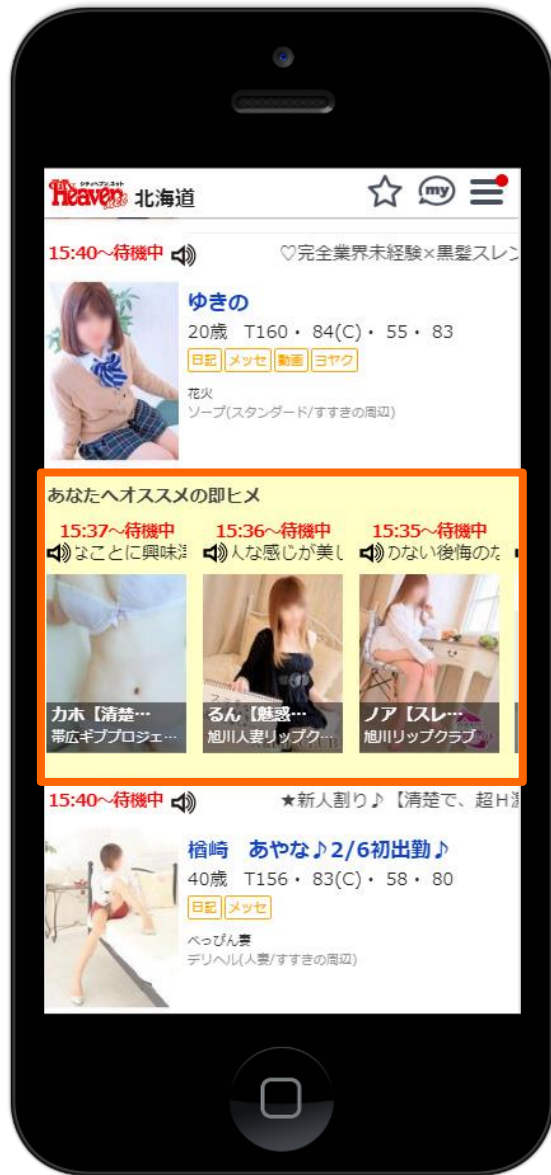 シティヘブンネット
Heaven 北海道
my
15:40~待機中
♡完全業界未経験×黒髪スレン
ゆきの
20歳 T160・84(C)・55・83
日記 メッセ 動画 ヨヤク
花火
ソープ(スタンダード/すすきの周辺)
あなたへオススメの即ヒメ
15:37~待機中 15:36~待機中 15:35~待機中
なことに興味 人な感じが美し のない後悔のな
カホ【清楚… るん【魅惑… ノア【スレ…
帯広ギブプロジェ… 旭川人妻リップク… 旭川リップクラブ
15:40~待機中 ★新人割り♪【清楚で、超H
楢崎 あやな♪2/6初出勤♪
40歳 T156・83(C)・58・80
日記 メッセ
べっぴん妻
デリヘル(人妻/すすきの周辺)